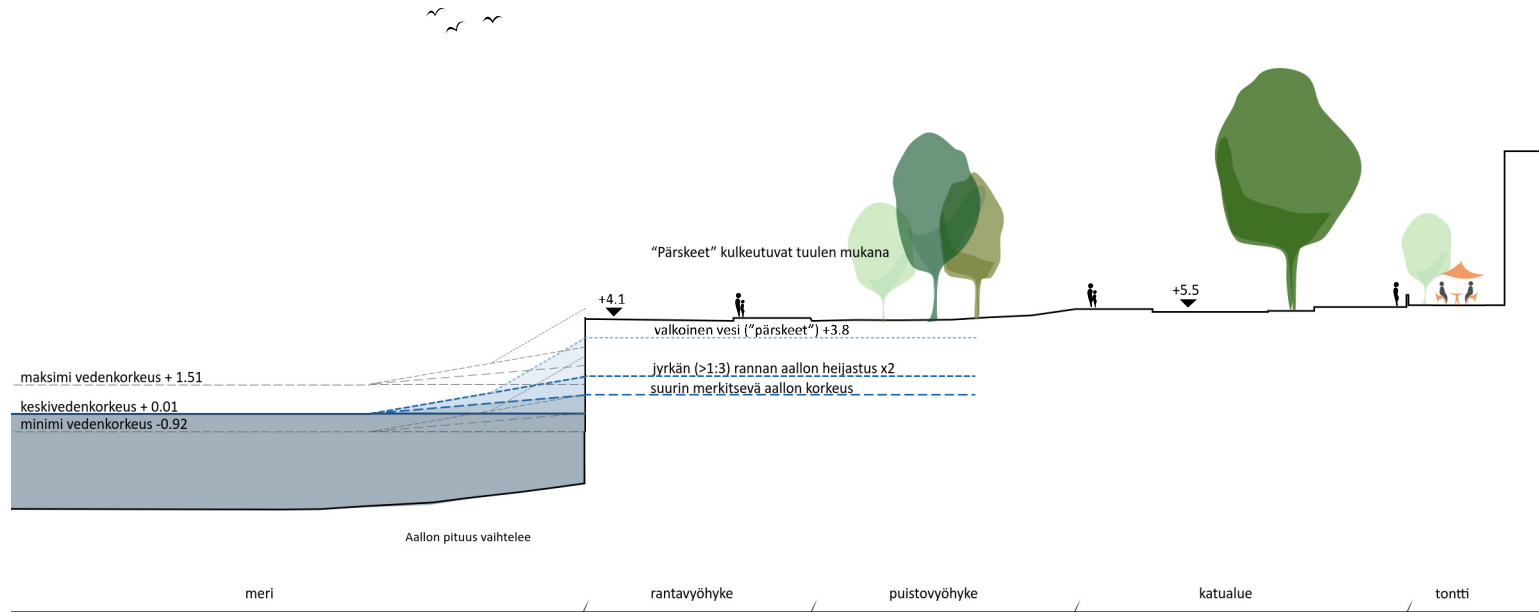 “Pärskeet” kulkeutuvat tuulen mukana
+4.1
+5.5
valkoinen vesi (”pärskeet”) +3.8
jyrkän (>1:3) rannan aallon heijastus x2
maksimi vedenkorkeus + 1.51
suurin merkitsevä aallon korkeus
keskivedenkorkeus + 0.01
minimi vedenkorkeus -0.92
Aallon pituus vaihtelee
meri
rantavyöhyke
puistovyöhyke
katualue
tontti